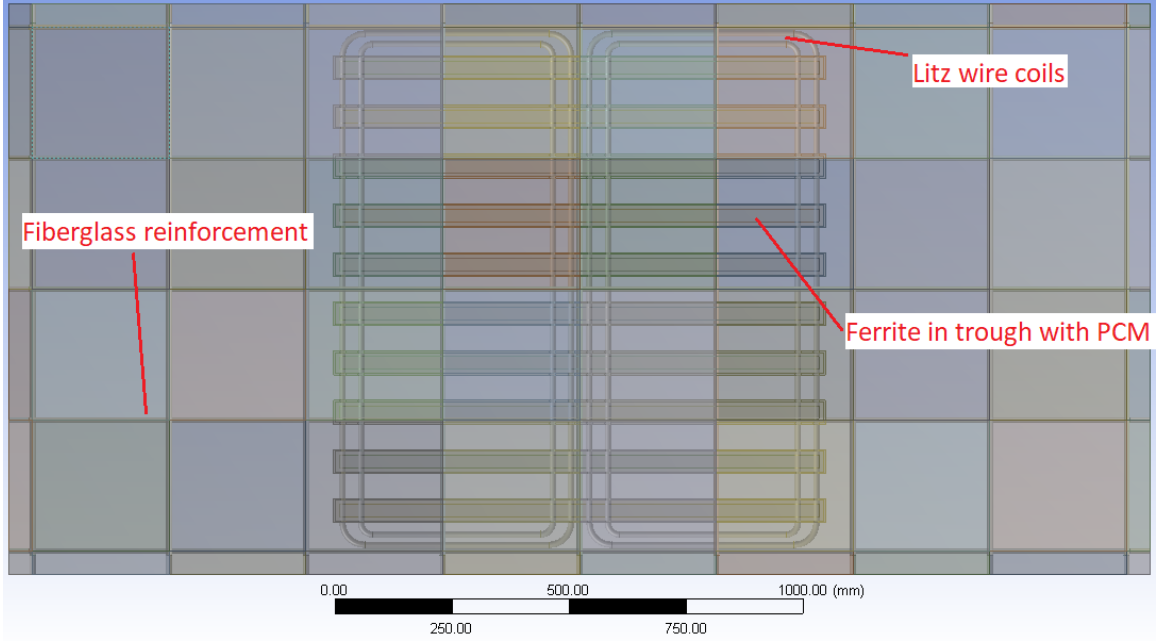 Litz wire coils
Fiberglass reinforcement
Ferrite in trough with PCM
0.00 500.00 1000.00 (mm)
250.00 750.00